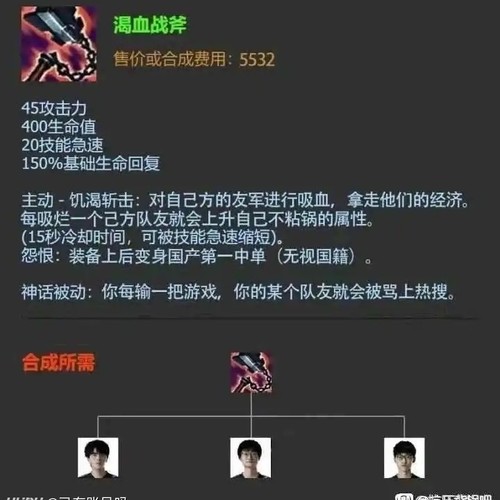 渴血战斧
售价或合成费用：5532
45攻击力
400生命值
20技能急速
150%基础生命回复
主动 - 饥渴斩击：对自己方的友军进行吸血，拿走他们的经济。
每吸烂一个己方队友就会上升自己不粘锅的属性。
(15秒冷却时间，可被技能急速缩短)。
怨恨：装备上后变身国产第一中单（无视国籍）。
神话被动：你每输一把游戏，你的某个队友就会被骂上热搜。
合成所需